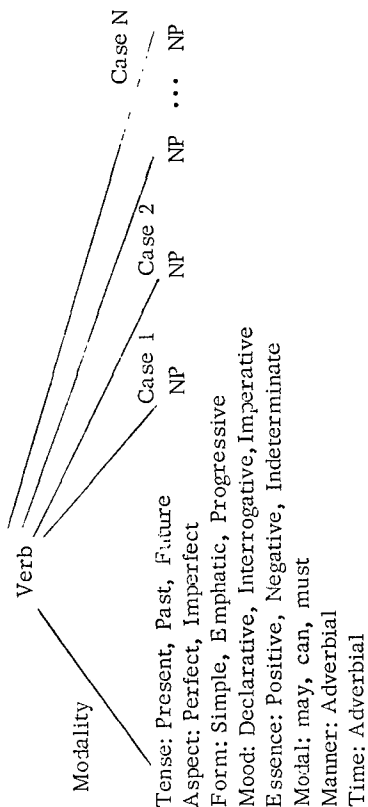 Verb
Modality
Case 1
Case 2
Case N
NP
NP
NP
...
NP
Tense: Present, Past, Future
Aspect: Perfect, Imperfect
Form: Simple, Emphatic, Progressive
Mood: Declarative, Interrogative, Imperative
Essence: Positive, Negative, Indeterminate
Modal: may, can, must
Manner: Adverbial
Time: Adverbial